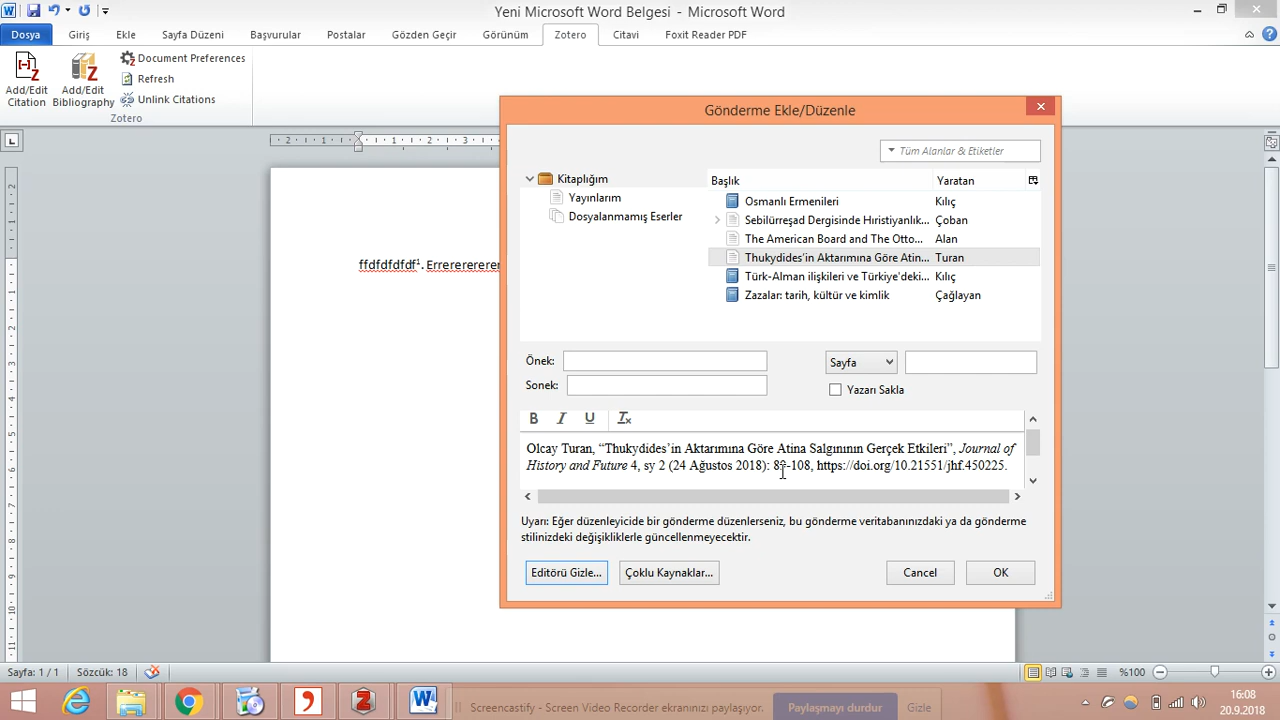 Yeni Microsoft Word Belgesi - Microsoft Word
Dosya Giriş Ekle Sayfa Düzeni Başvurular Postalar Gözden Geçir Görünüm Zotero Citavi Foxit Reader PDF
Add/Edit Citation
Add/Edit Bibliography
Document Preferences
Refresh
Unlink Citations
Zotero
2 1 1 2 3
Gönderme Ekle/Düzenle
Tüm Alanlar & Etiketler
Kitaplığım
Yayınlarım
Dosyalanmamış Eserler
Başlık Yaratan
Osmanlı Ermenileri Kılıç
Sebilürreşad Dergisinde Hıristiyanlık... Çoban
The American Board and The Otto... Alan
Thukydides'in Aktarımına Göre Atin... Turan
Türk-Alman ilişkileri ve Türkiye'deki... Kılıç
Zazalar: tarih, kültür ve kimlik Çağlayan
ffdfdfdfdf¹. Errerererere
Önek:
Sayfa
Sonek:
Yazarı Sakla
B I U Tx
Olcay Turan, “Thukydides’in Aktarımına Göre Atina Salgınının Gerçek Etkileri”, Journal of
History and Future 4, sy 2 (24 Ağustos 2018): -108, https://doi.org/10.21551/jhf.450225.
Uyarı: Eğer düzenleyicide bir gönderme düzenlerseniz, bu gönderme veritabanınızdaki ya da gönderme
stilinizdeki değişikliklerle güncellenmeyecektir.
Editörü Gizle... Çoklu Kaynaklar... Cancel OK
Sayfa: 1 / 1 Sözcük: 18 %100
Screencastify - Screen Video Recorder ekranınızı paylaşıyor. Paylaşmayı durdur Gizle
16:08
20.9.2018